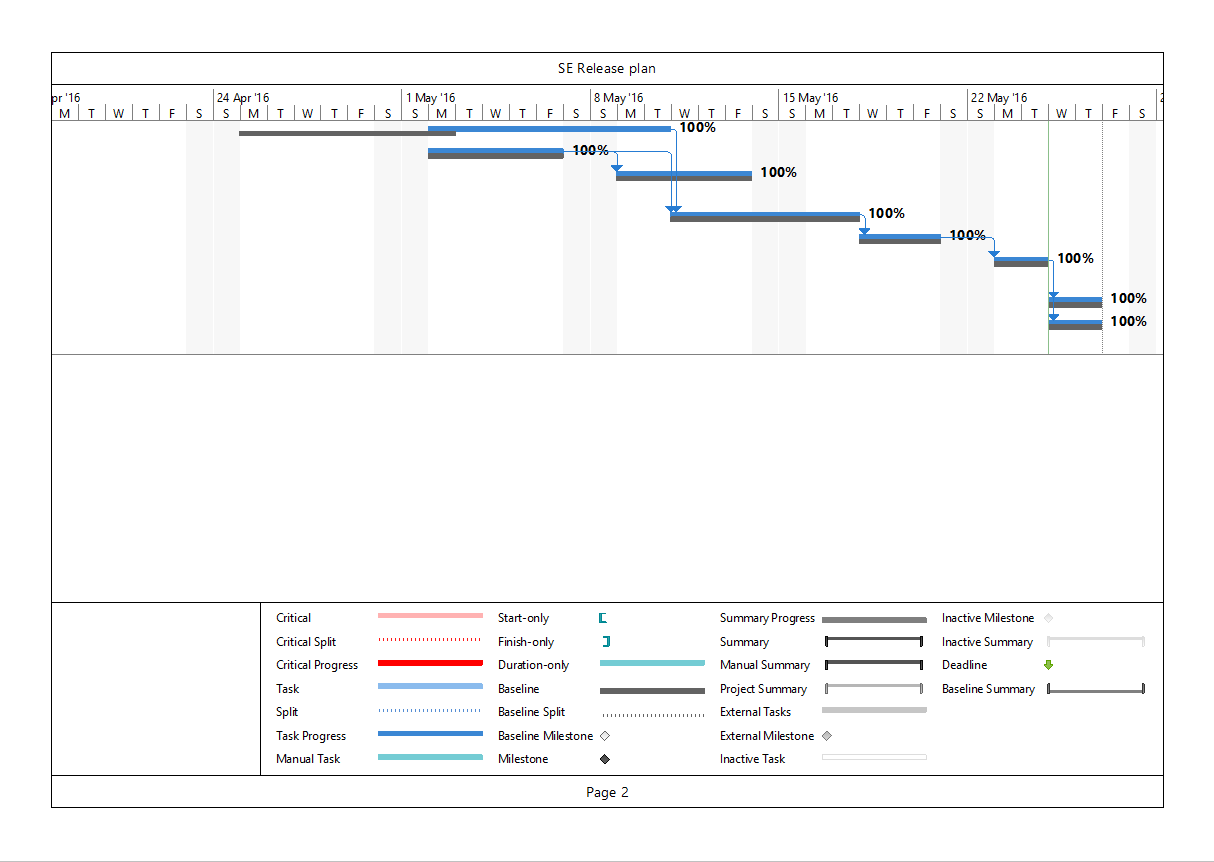 SE Release plan
pr '16 24 Apr '16 1 May '16 8 May '16 15 May '16 22 May '16 2
M T W T F S S M T W T F S S M T W T F S S M T W T F S S M T W T F S S M T W T F S
100%
100%
100%
100%
100%
100%
100%
100%
Critical Start-only Summary Progress Inactive Milestone
Critical Split Finish-only Summary Inactive Summary
Critical Progress Duration-only Manual Summary Deadline
Task Baseline Project Summary Baseline Summary
Split Baseline Split External Tasks
Task Progress Baseline Milestone External Milestone
Manual Task Milestone Inactive Task
Page 2